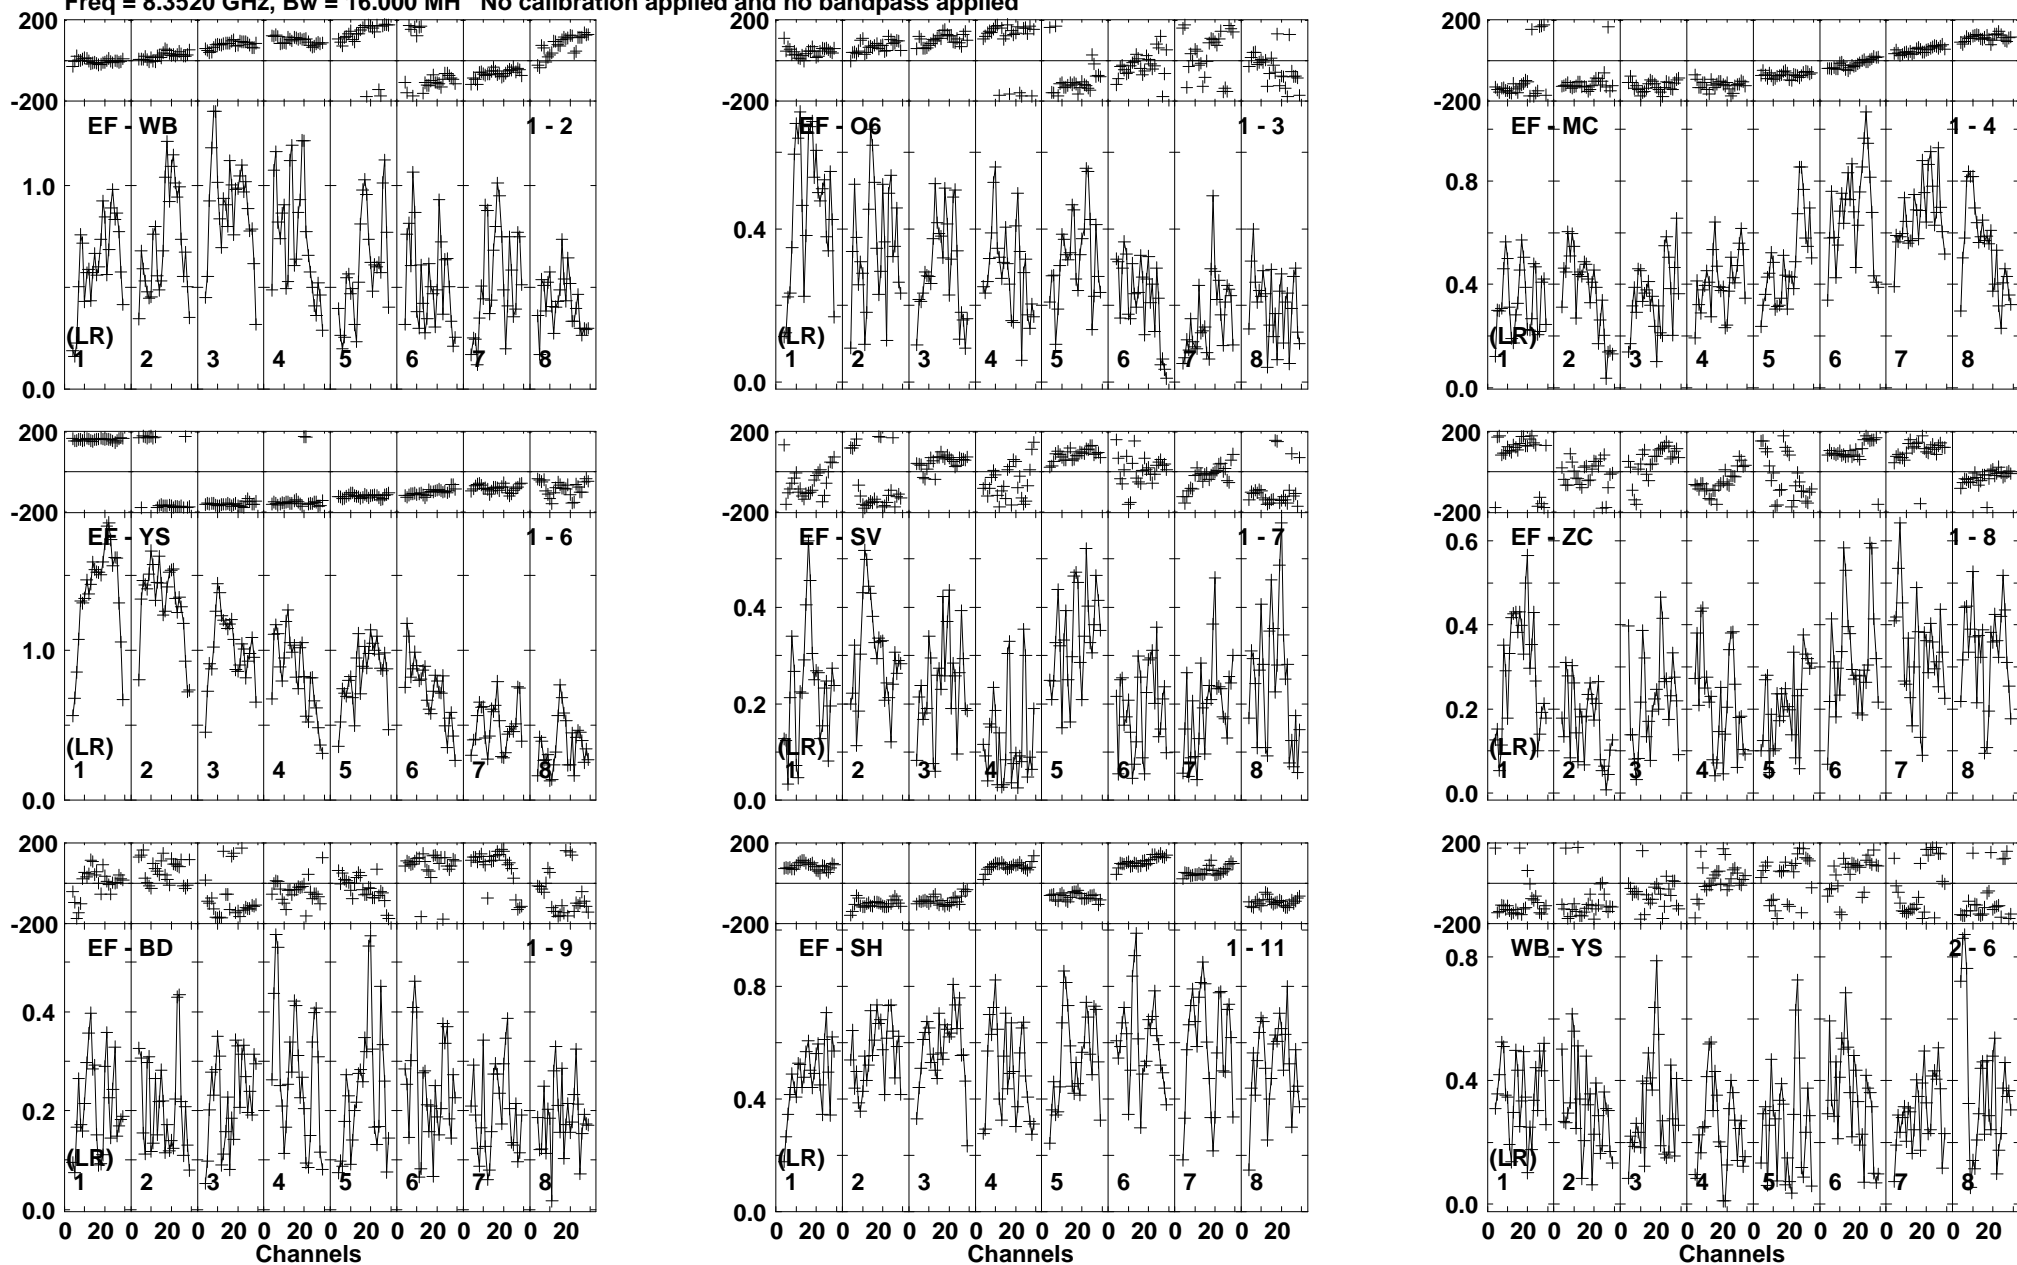 Freq = 8.3520 GHz, Bw = 16.000 MH No calibration applied and no bandpass applied
200
-200
EF - WB 1 - 2
1.0
(LR)
1 2 3 4 5 6 7 8
0.0
200
-200
EF - O6 1 - 3
0.4
(LR)
1 2 3 4 5 6 7 8
0.0
200
-200
EF - MC 1 - 4
0.8
0.4
(LR)
1 2 3 4 5 6 7 8
0.0
200
-200
EF - YS 1 - 6
1.0
(LR)
1 2 3 4 5 6 7 8
0.0
200
-200
EF - SV 1 - 7
0.4
0.2
(LR)
1 2 3 4 5 6 7 8
0.0
200
-200
EF - ZC 1 - 8
0.6
0.4
0.2
(LR)
1 2 3 4 5 6 7 8
0.0
200
-200
EF - BD 1 - 9
0.4
0.2
(LR)
1 2 3 4 5 6 7 8
0.0
0 20 0 20 0 20 0 20 0 20 0 20 0 20 0 20
Channels
200
-200
EF - SH 1 - 11
0.8
0.4
(LR)
1 2 3 4 5 6 7 8
0.0
0 20 0 20 0 20 0 20 0 20 0 20 0 20 0 20
Channels
200
-200
WB - YS 2 - 6
0.8
0.4
(LR)
1 2 3 4 5 6 7 8
0.0
0 20 0 20 0 20 0 20 0 20 0 20 0 20 0 20
Channels